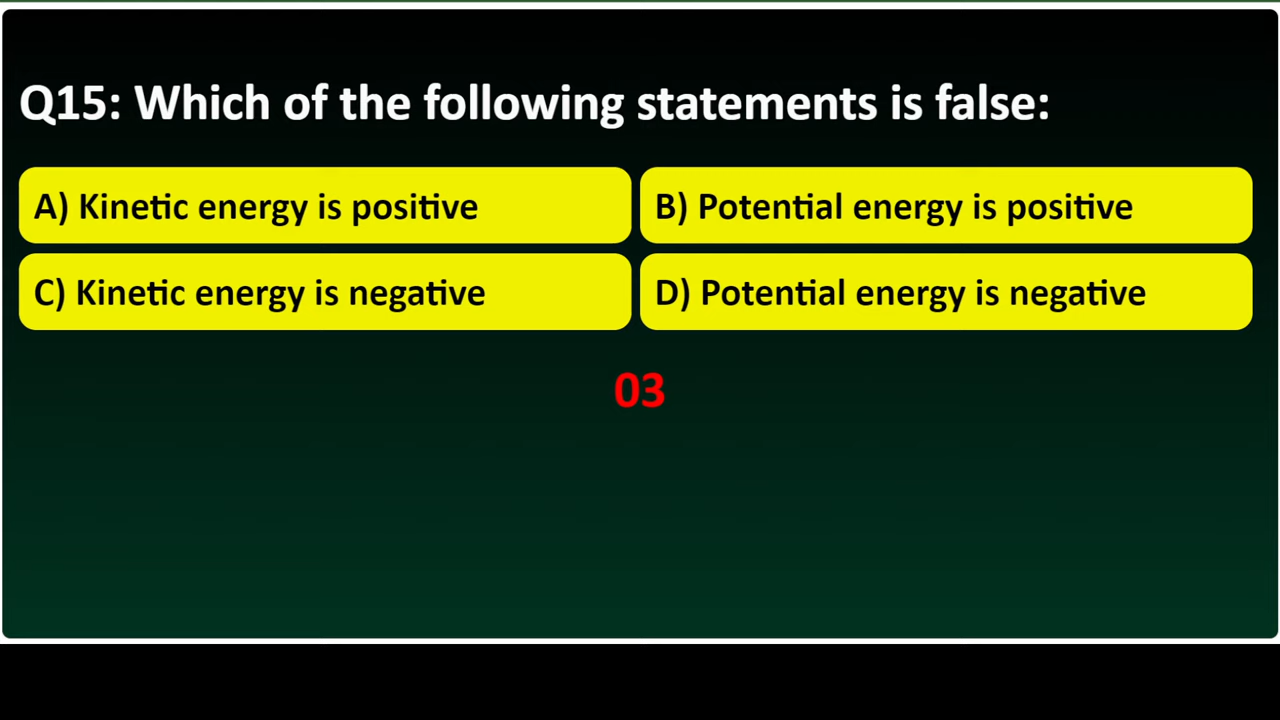 Q15: Which of the following statements is false:
A) Kinetic energy is positive
B) Potential energy is positive
C) Kinetic energy is negative
D) Potential energy is negative
03